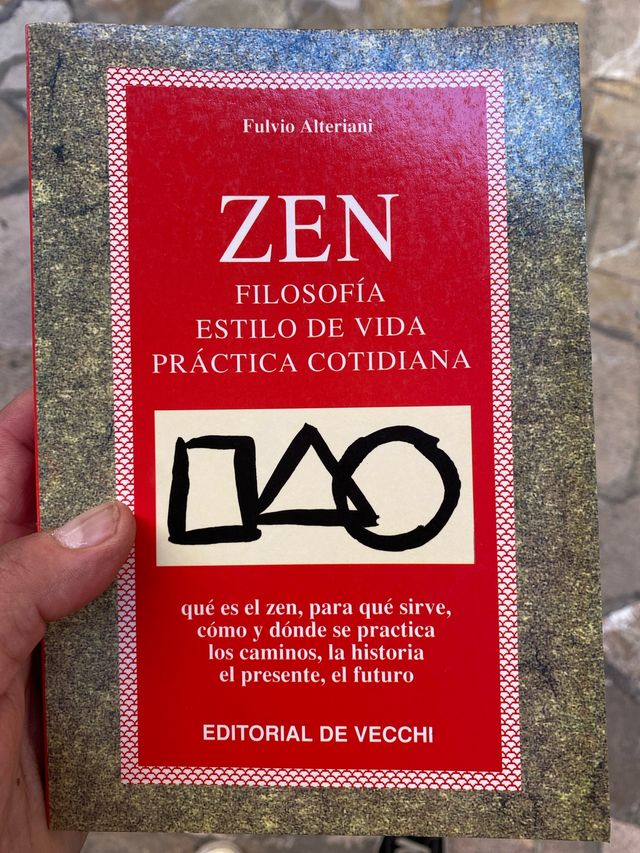 Fulvio Alteriani
ZEN
FILOSOFÍA
ESTILO DE VIDA
PRÁCTICA COTIDIANA
qué es el zen, para qué sirve,
cómo y dónde se practica
los caminos, la historia
el presente, el futuro
EDITORIAL DE VECCHI